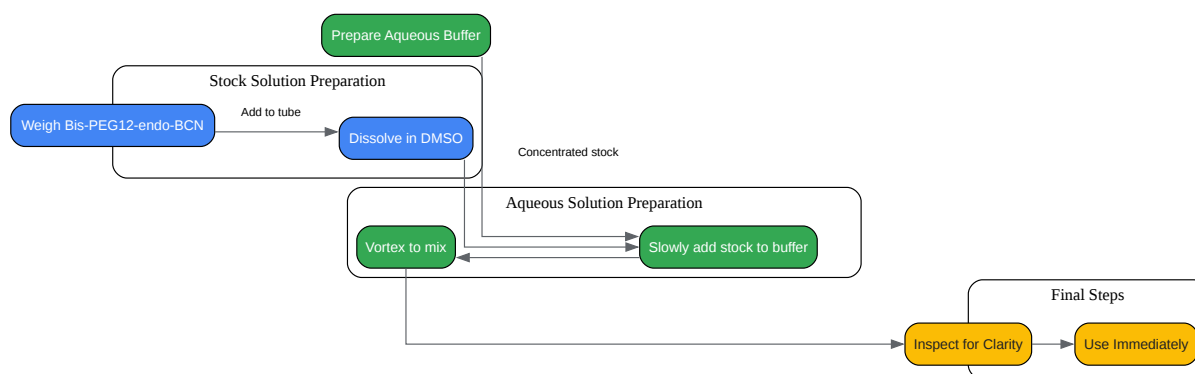 Prepare Aqueous Buffer
Stock Solution Preparation
Weigh Bis-PEG12-endo-BCN
Add to tube
Dissolve in DMSO
Concentrated stock
Aqueous Solution Preparation
Vortex to mix
Slowly add stock to buffer
Final Steps
Inspect for Clarity
Use Immediately